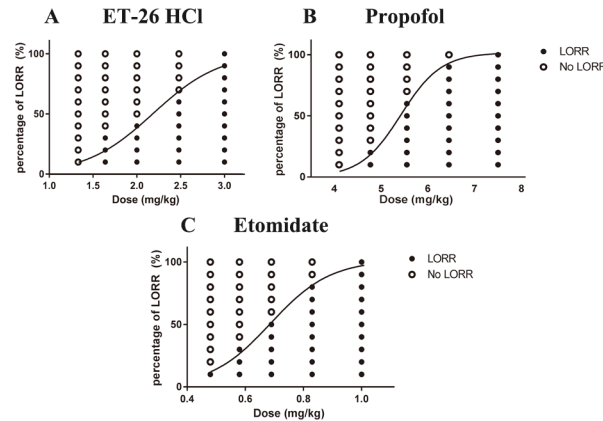 A ET-26 HCl
percentage of LORR (%)
100
50
0
1.0 1.5 2.0 2.5 3.0
Dose (mg/kg)
B Propofol
percentage of LORR (%)
100
50
0
4 5 6 7 8
Dose (mg/kg)
LORR
No LORR
C Etomidate
percentage of LORR (%)
100
50
0
0.4 0.6 0.8 1.0
Dose (mg/kg)
LORR
No LORR